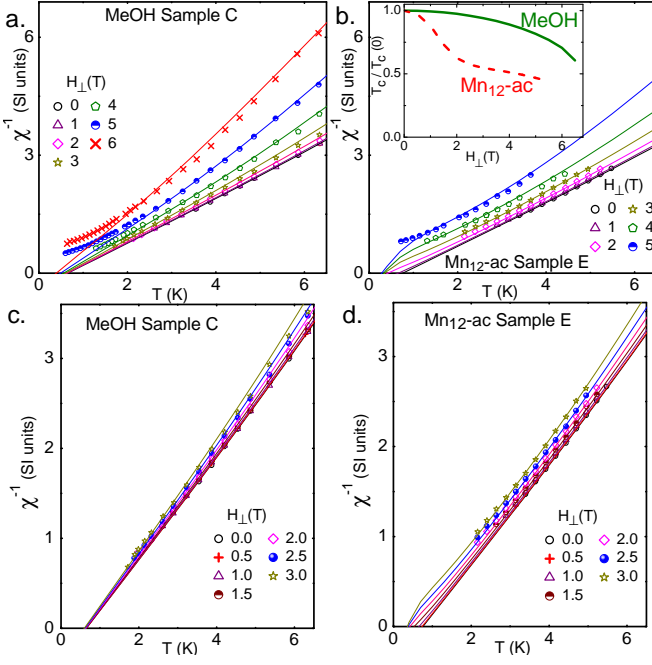 a.
MeOH Sample C
χ⁻¹ (SI units)
6
3
0
H⊥(T)
0 4
1 5
2 6
3
0 2 4 6
T (K)
b.
T_c / T_c (0)
1.0
0.5
0.0
MeOH
Mn₁₂-ac
0 2 4 6
H⊥(T)
χ⁻¹ (SI units)
6
3
0
H⊥(T)
0 3
1 4
2 5
Mn₁₂-ac Sample E
0 2 4 6
T (K)
c.
MeOH Sample C
χ⁻¹ (SI units)
3
2
1
0
H⊥(T)
0.0 2.0
0.5 2.5
1.0 3.0
1.5
0 2 4 6
T (K)
d.
Mn₁₂-ac Sample E
χ⁻¹ (SI units)
3
2
1
0
H⊥(T)
0.0 2.0
0.5 2.5
1.0 3.0
1.5
0 2 4 6
T (K)